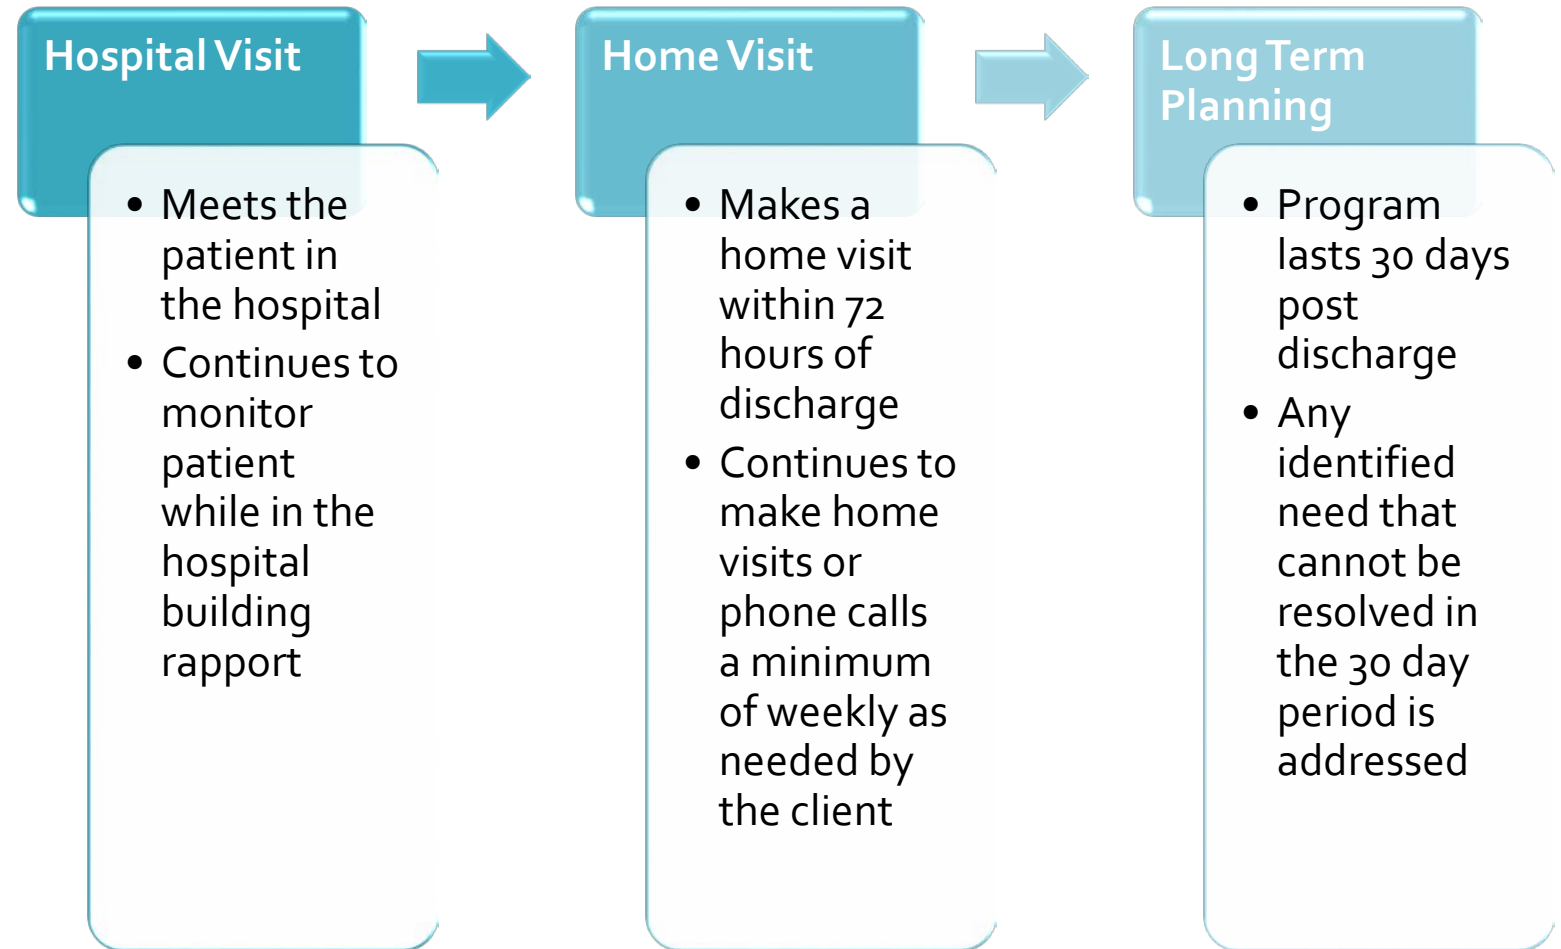 Hospital Visit
• Meets the
patient in
the hospital
• Continues to
monitor
patient
while in the
hospital
building
rapport
Home Visit
• Makes a
home visit
within 72
hours of
discharge
• Continues to
make home
visits or
phone calls
a minimum
of weekly as
needed by
the client
Long Term
Planning
• Program
lasts 30 days
post
discharge
• Any
identified
need that
cannot be
resolved in
the 30 day
period is
addressed